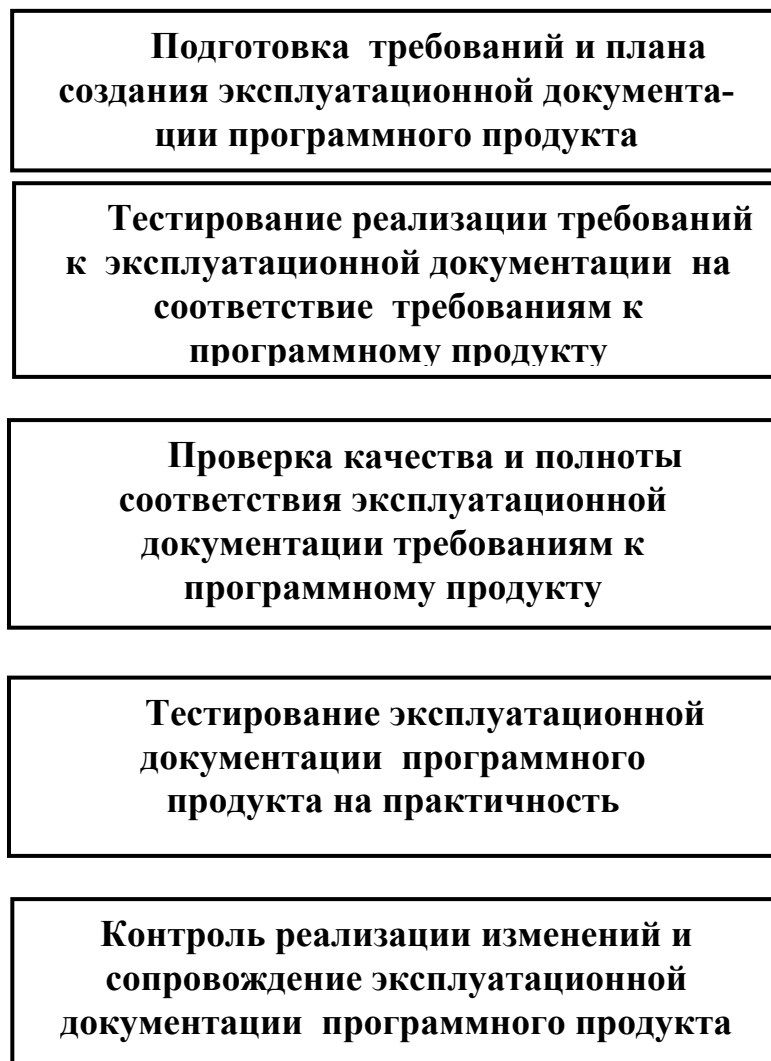 Подготовка требований и плана
создания эксплуатационной документа-
ции программного продукта
Тестирование реализации требований
к эксплуатационной документации на
соответствие требованиям к
программному продукту
Проверка качества и полноты
соответствия эксплуатационной
документации требованиям к
программному продукту
Тестирование эксплуатационной
документации программного
продукта на практичность
Контроль реализации изменений и
сопровождение эксплуатационной
документации программного продукта